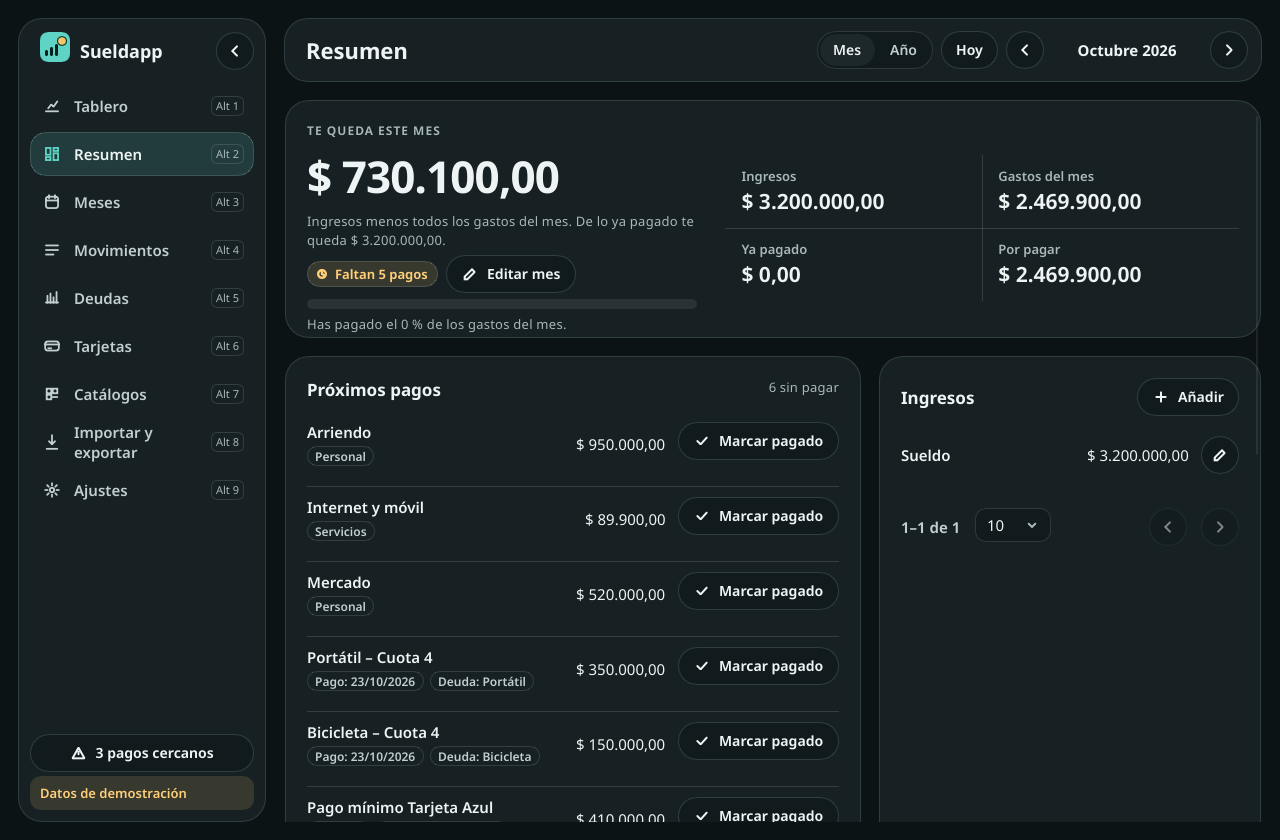 Sueldapp
Tablero Alt 1
Resumen Alt 2
Meses Alt 3
Movimientos Alt 4
Deudas Alt 5
Tarjetas Alt 6
Catálogos Alt 7
Importar y
exportar Alt 8
Ajustes Alt 9
3 pagos cercanos
Datos de demostración
Resumen
Mes Año Hoy Octubre 2026
TE QUEDA ESTE MES
$ 730.100,00
Ingresos menos todos los gastos del mes. De lo ya pagado te
queda $ 3.200.000,00.
Faltan 5 pagos Editar mes
Has pagado el 0 % de los gastos del mes.
Ingresos
$ 3.200.000,00
Gastos del mes
$ 2.469.900,00
Ya pagado
$ 0,00
Por pagar
$ 2.469.900,00
Próximos pagos 6 sin pagar
Arriendo
Personal
$ 950.000,00 Marcar pagado
Internet y móvil
Servicios
$ 89.900,00 Marcar pagado
Mercado
Personal
$ 520.000,00 Marcar pagado
Portátil – Cuota 4
Pago: 23/10/2026 Deuda: Portátil
$ 350.000,00 Marcar pagado
Bicicleta – Cuota 4
Pago: 23/10/2026 Deuda: Bicicleta
$ 150.000,00 Marcar pagado
Pago mínimo Tarjeta Azul
$ 410.000,00 Marcar pagado
Ingresos Añadir
Sueldo $ 3.200.000,00
1–1 de 1 10